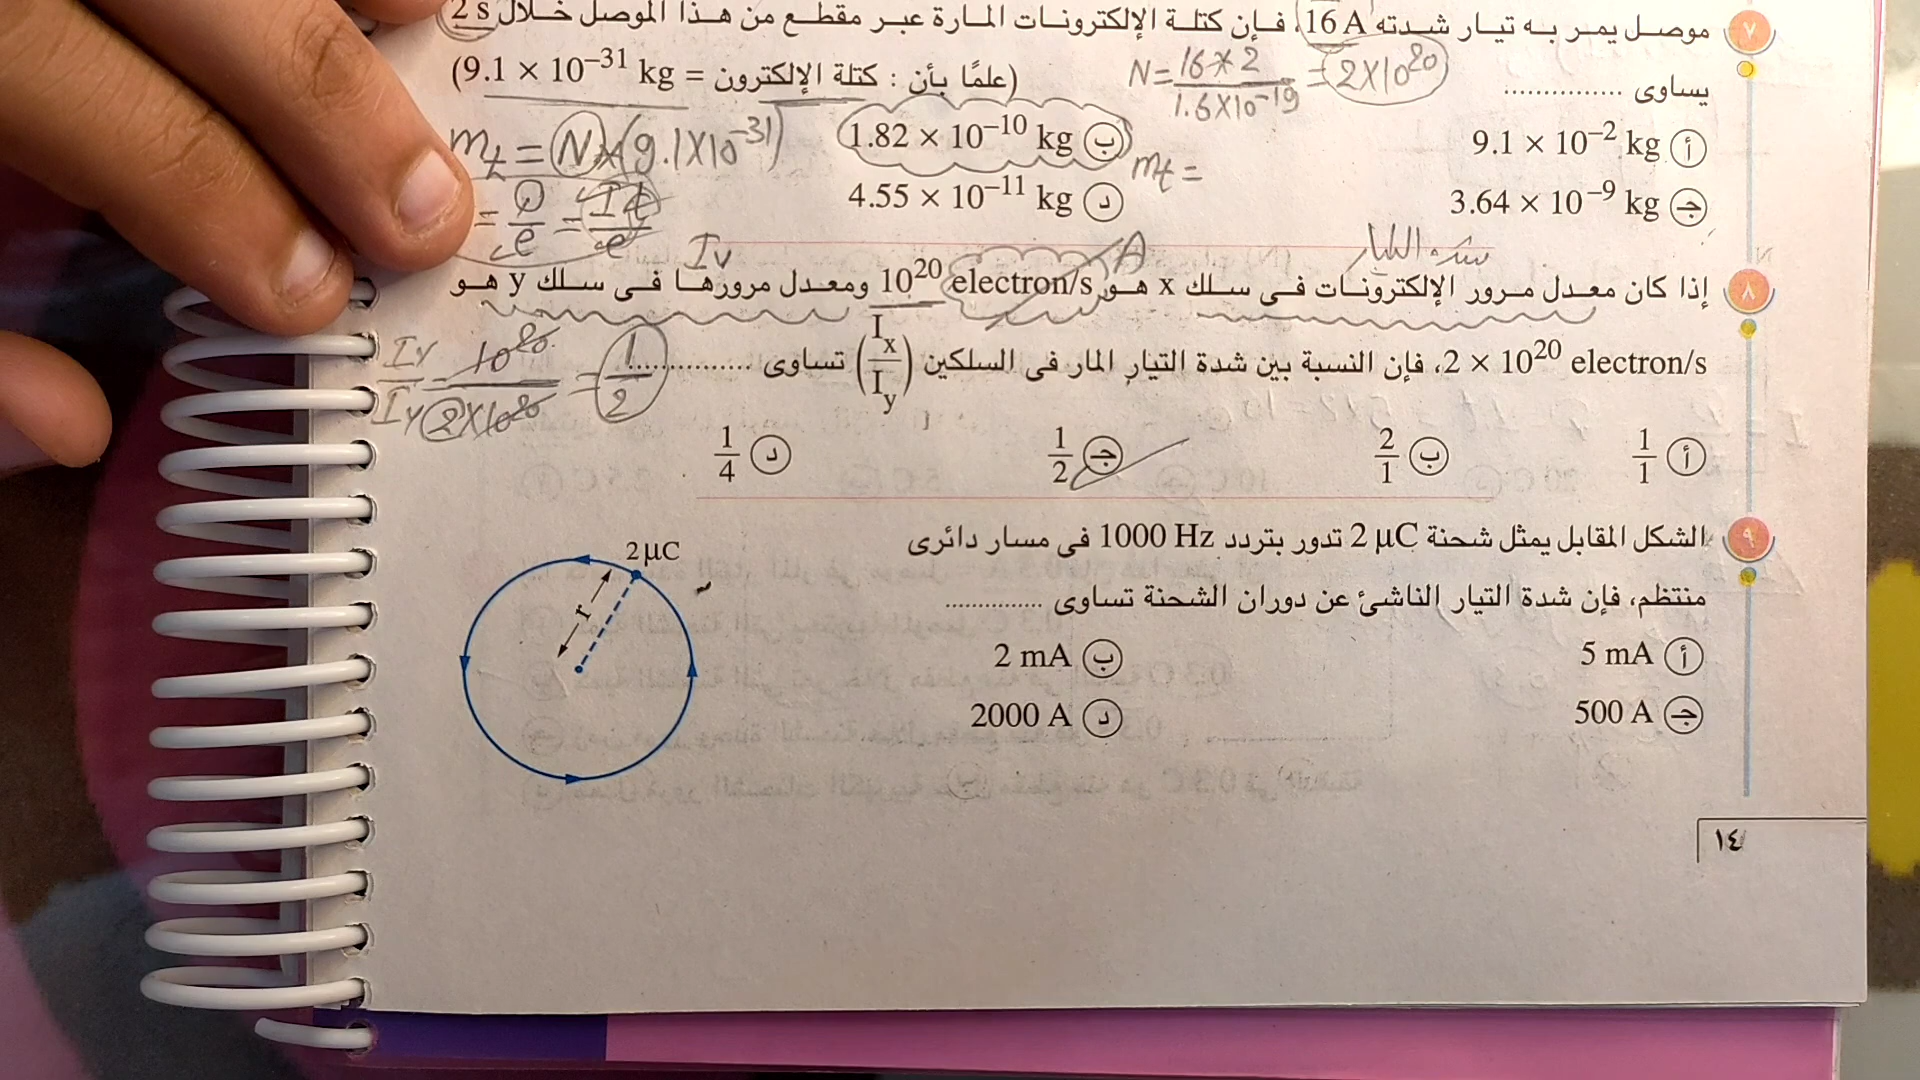 ٧ موصل يمر به تيار شدته 16 A، فإن كتلة الإلكترونات المارة عبر مقطع من هذا الموصل خلال 2 s
يساوى ............... (علمًا بأن : كتلة الإلكترون = 9.1 × 10⁻³¹ kg)
N = 16 × 2 / 1.6×10⁻¹⁹ = 2×10²⁰
أ 9.1 × 10⁻² kg
ب 1.82 × 10⁻¹⁰ kg
mt = N × (9.1×10⁻³¹)
mt =
ج 3.64 × 10⁻⁹ kg
د 4.55 × 10⁻¹¹ kg
= Q/e = It/e
شدة التيار
A
٨ إذا كان معدل مرور الإلكترونات فى سلك x هو 10²⁰ electron/s ومعدل مرورها فى سلك y هو
2 × 10²⁰ electron/s، فإن النسبة بين شدة التيار المار فى السلكين (Iₓ/I_y) تساوى ...............
10²⁰ / 2×10²⁰ = 1/2
أ 1/1
ب 2/1
ج 1/2
د 1/4
٩ الشكل المقابل يمثل شحنة 2 µC تدور بتردد 1000 Hz فى مسار دائرى
منتظم، فإن شدة التيار الناشئ عن دوران الشحنة تساوى ...............
أ 5 mA
ب 2 mA
ج 500 A
د 2000 A
2 µC
r
١٤